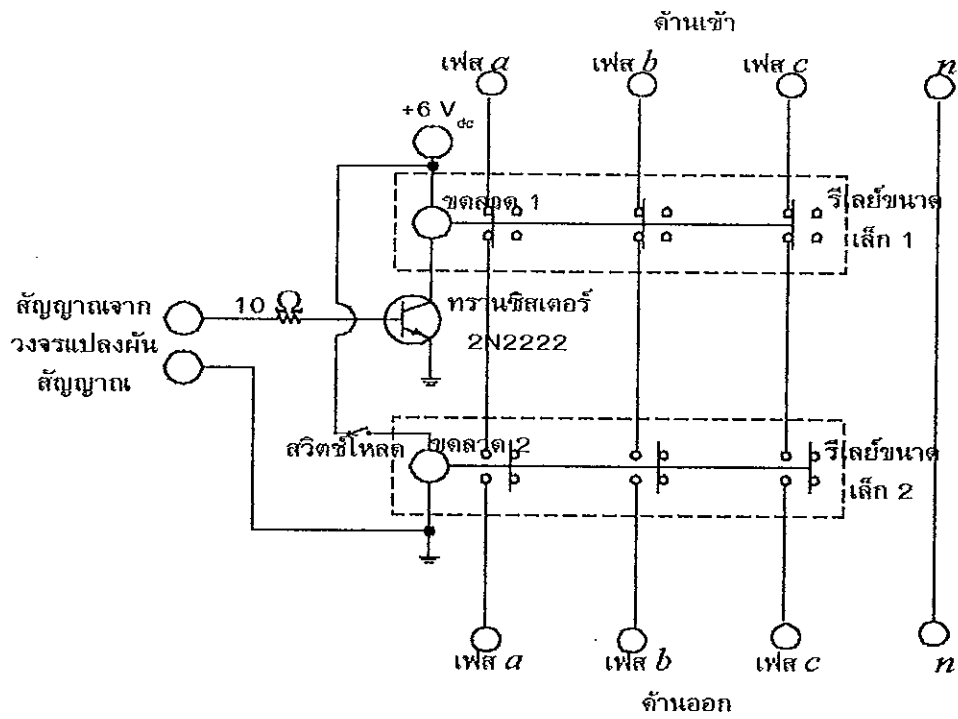 ด้านเข้า
เฟส a
เฟส b
เฟส c
n
+6 Vdc
ขดลวด 1
รีเลย์ขนาด
เล็ก 1
สัญญาณจาก
วงจรแปลงผัน
สัญญาณ
10 Ω
ทรานซิสเตอร์
2N2222
สวิตช์โหลด
ขดลวด 2
รีเลย์ขนาด
เล็ก 2
เฟส a
เฟส b
เฟส c
n
ด้านออก